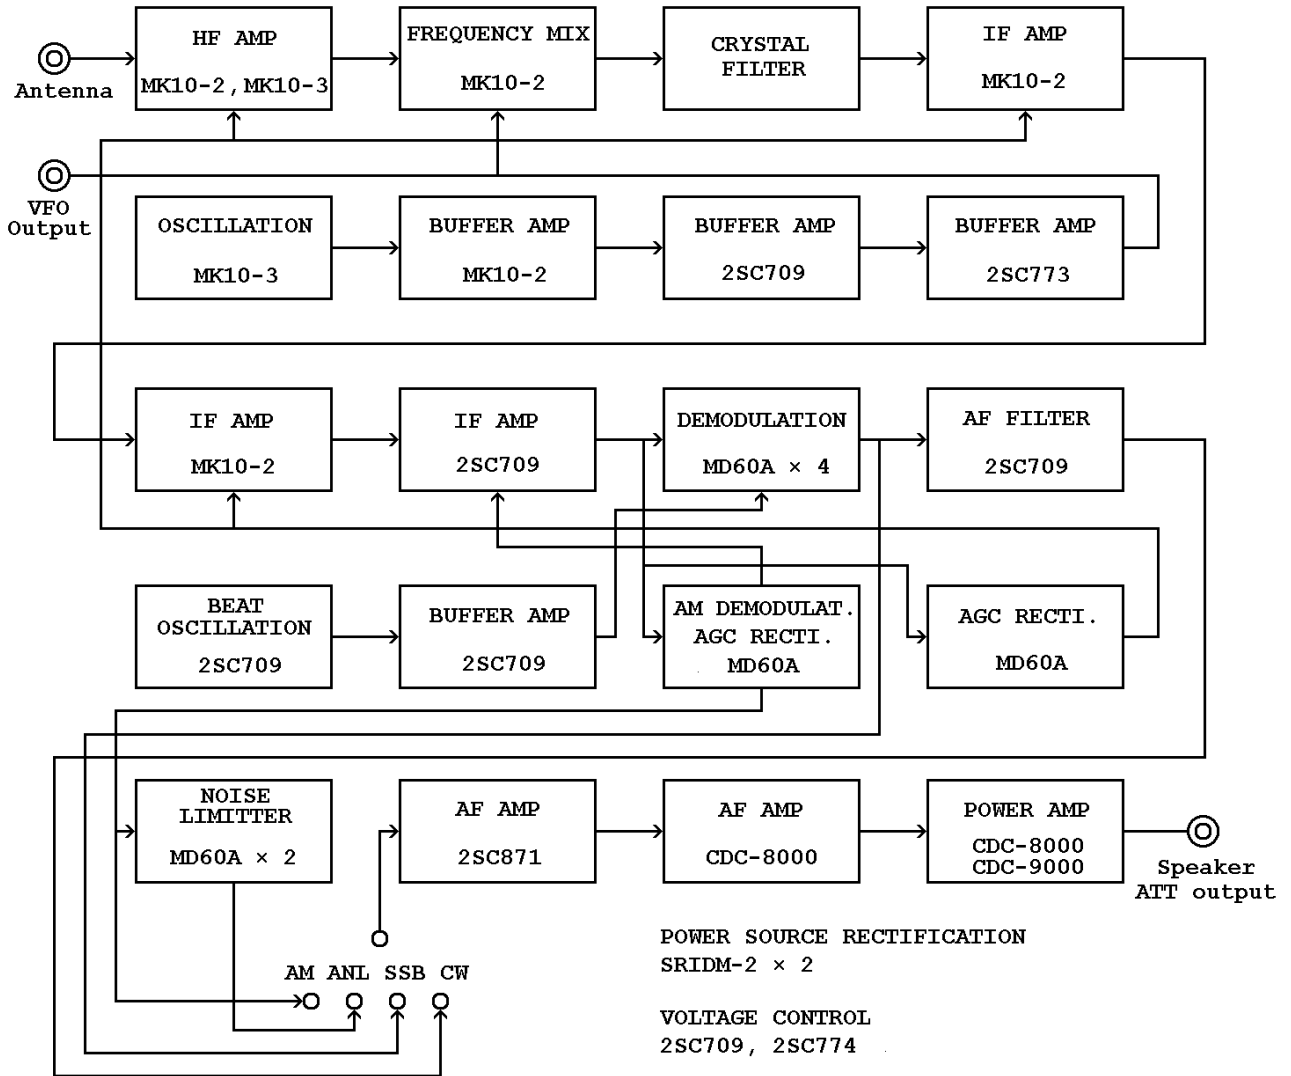 HF AMP
MK10-2, MK10-3
FREQUENCY MIX
MK10-2
CRYSTAL
FILTER
IF AMP
MK10-2
Antenna
VFO
Output
OSCILLATION
MK10-3
BUFFER AMP
MK10-2
BUFFER AMP
2SC709
BUFFER AMP
2SC773
IF AMP
MK10-2
IF AMP
2SC709
DEMODULATION
MD60A × 4
AF FILTER
2SC709
BEAT
OSCILLATION
2SC709
BUFFER AMP
2SC709
AM DEMODULAT.
AGC RECTI.
MD60A
AGC RECTI.
MD60A
NOISE
LIMITTER
MD60A × 2
AF AMP
2SC871
AF AMP
CDC-8000
POWER AMP
CDC-8000
CDC-9000
Speaker
ATT output
AM ANL SSB CW
POWER SOURCE RECTIFICATION
SRIDM-2 × 2
VOLTAGE CONTROL
2SC709, 2SC774